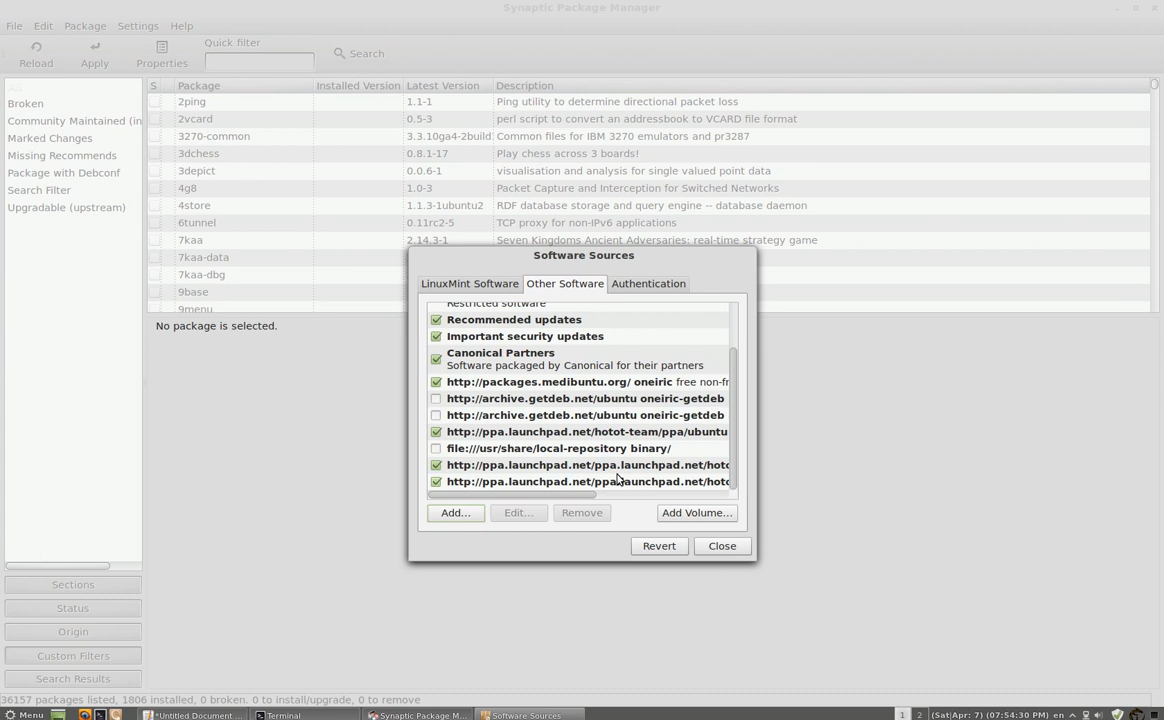 Synaptic Package Manager
File Edit Package Settings Help
Reload
Apply
Properties
Quick filter
Search
All
Broken
Community Maintained (in
Marked Changes
Missing Recommends
Package with Debconf
Search Filter
Upgradable (upstream)
S Package Installed Version Latest Version Description
2ping 1.1-1 Ping utility to determine directional packet loss
2vcard 0.5-3 perl script to convert an addressbook to VCARD file format
3270-common 3.3.10ga4-2build Common files for IBM 3270 emulators and pr3287
3dchess 0.8.1-17 Play chess across 3 boards!
3depict 0.0.6-1 visualisation and analysis for single valued point data
4g8 1.0-3 Packet Capture and Interception for Switched Networks
4store 1.1.3-1ubuntu2 RDF database storage and query engine -- database daemon
6tunnel 0.11rc2-5 TCP proxy for non-IPv6 applications
7kaa 2.14.3-1 Seven Kingdoms Ancient Adversaries: real-time strategy game
7kaa-data
7kaa-dbg
9base
9menu
No package is selected.
Software Sources
LinuxMint Software Other Software Authentication
Restricted software
Recommended updates
Important security updates
Canonical Partners
Software packaged by Canonical for their partners
http://packages.medibuntu.org/ oneiric free non-fr
http://archive.getdeb.net/ubuntu oneiric-getdeb
http://archive.getdeb.net/ubuntu oneiric-getdeb
http://ppa.launchpad.net/hotot-team/ppa/ubuntu
file:///usr/share/local-repository binary/
http://ppa.launchpad.net/ppa.launchpad.net/hoto
http://ppa.launchpad.net/ppa.launchpad.net/hoto
Add... Edit... Remove Add Volume...
Revert Close
Sections
Status
Origin
Custom Filters
Search Results
36157 packages listed, 1806 installed, 0 broken. 0 to install/upgrade, 0 to remove
Menu *Untitled Document ... Terminal Synaptic Package M... Software Sources 1 2 (Sat|Apr. 7) (07:54:30 PM) en